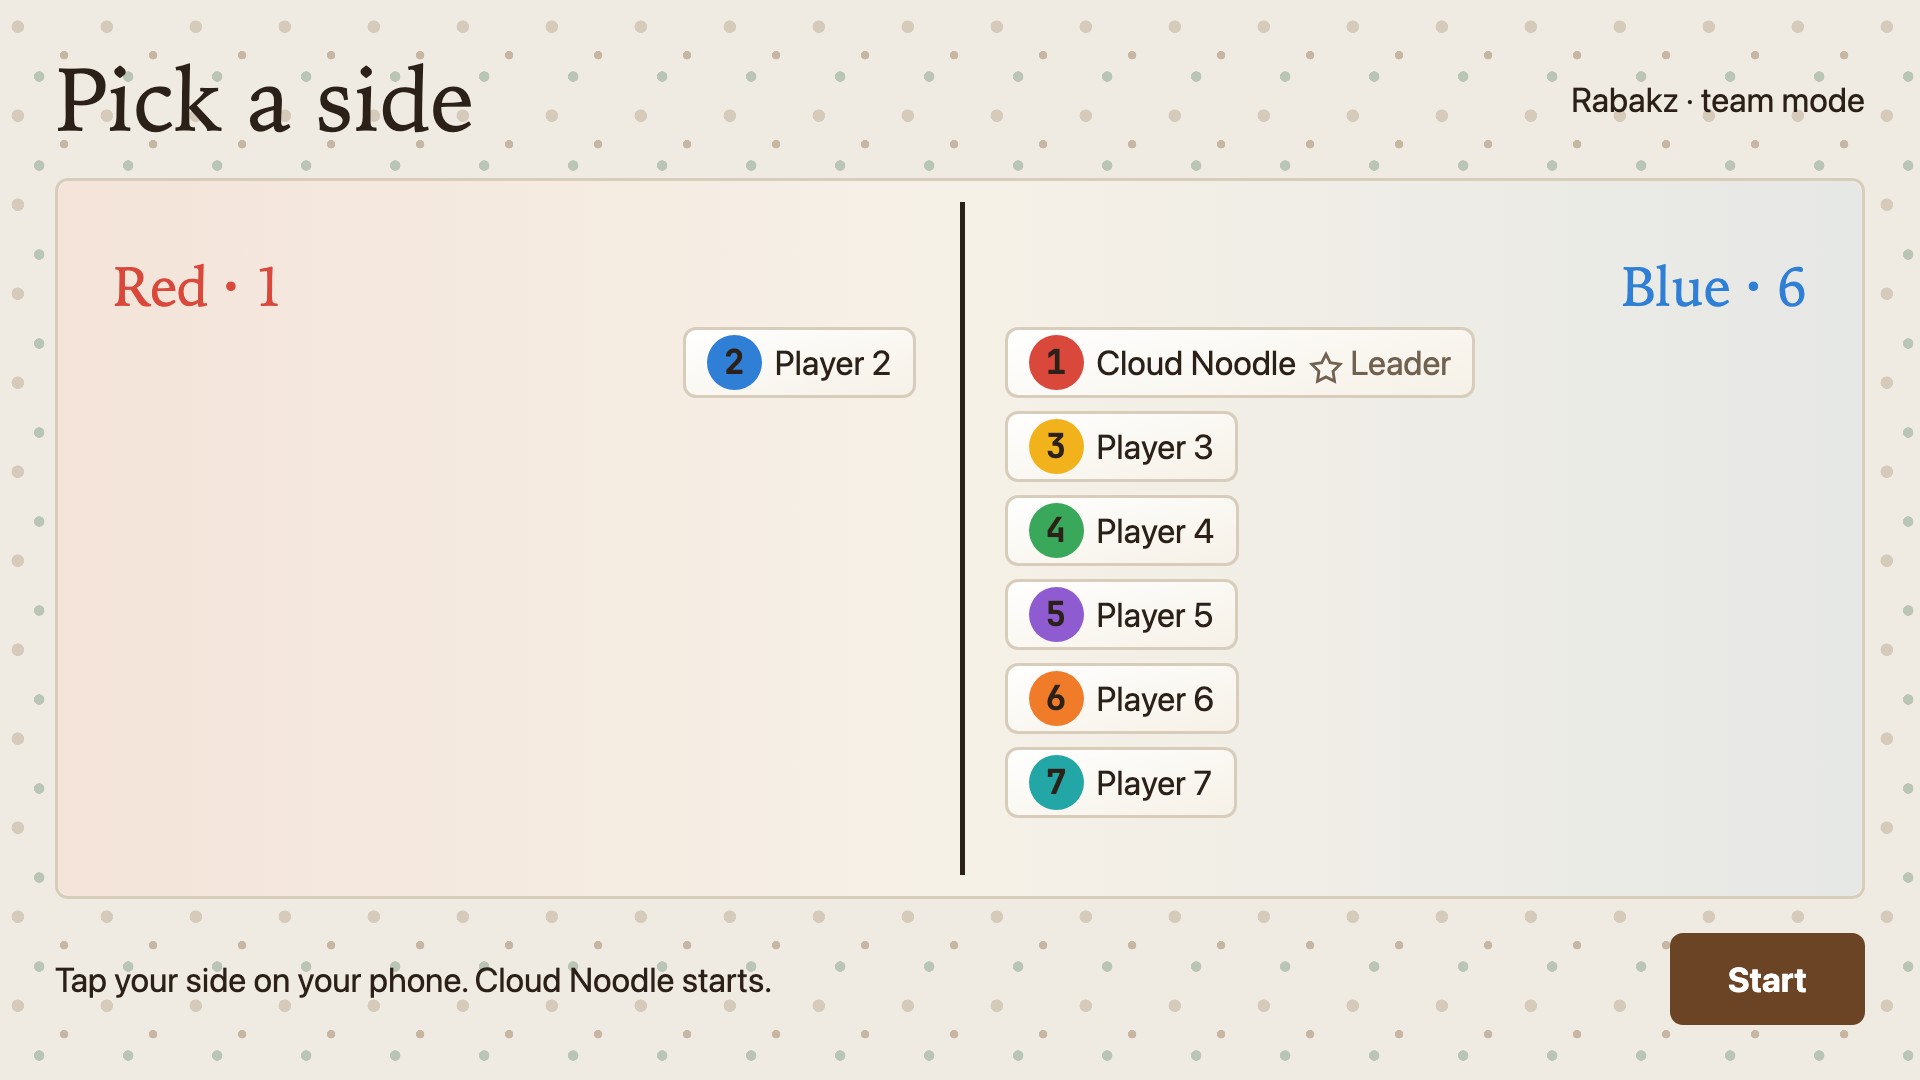 Pick a side
Rabakz · team mode
Red · 1
Blue · 6
2 Player 2
1 Cloud Noodle ☆ Leader
3 Player 3
4 Player 4
5 Player 5
6 Player 6
7 Player 7
Tap your side on your phone. Cloud Noodle starts.
Start